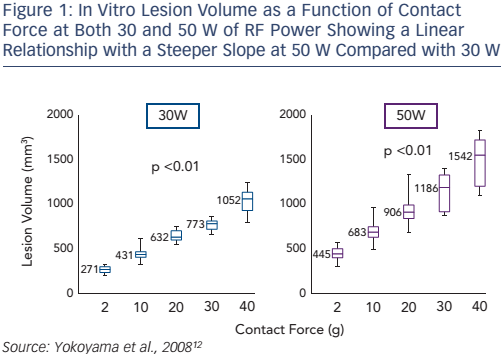 Figure 1: In Vitro Lesion Volume as a Function of Contact
Force at Both 30 and 50 W of RF Power Showing a Linear
Relationship with a Steeper Slope at 50 W Compared with 30 W
2000
1500
1000
500
0
Lesion Volume (mm³)
30W
p <0.01
271
431
632
773
1052
2 10 20 30 40
2000
1500
1000
500
0
50W
p <0.01
445
683
906
1186
1542
2 10 20 30 40
Contact Force (g)
Source: Yokoyama et al., 2008¹²